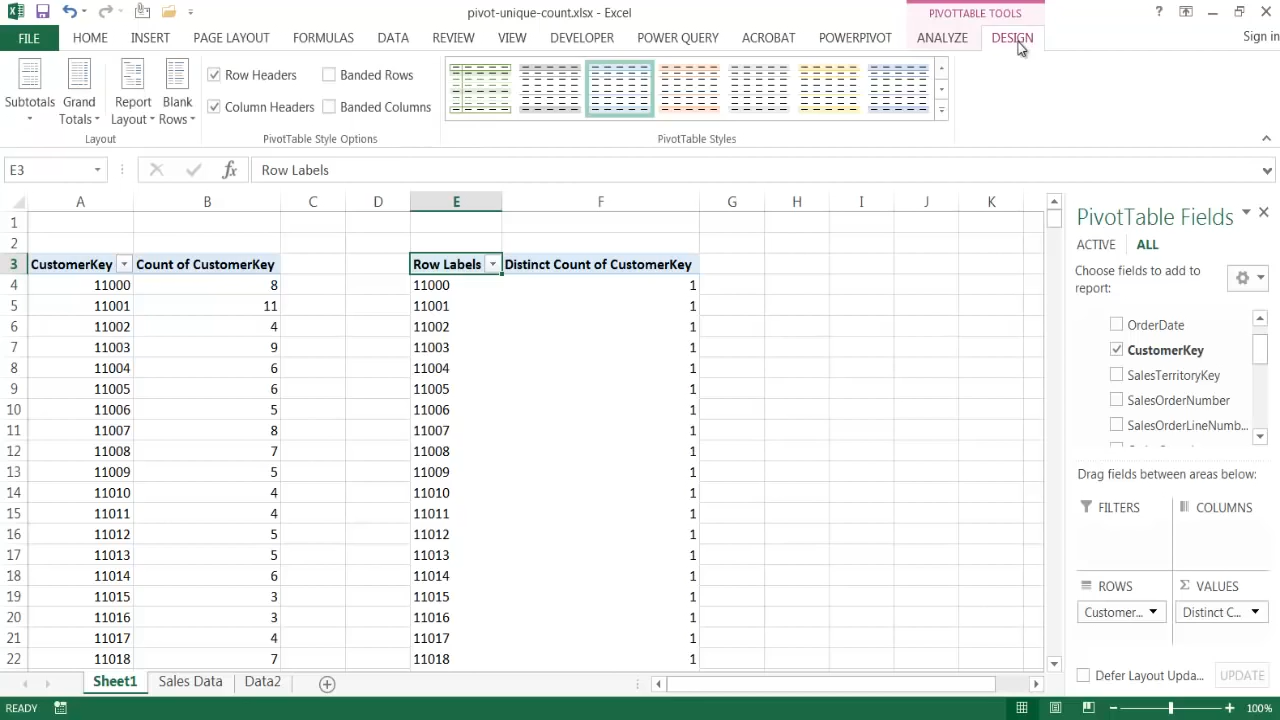 pivot-unique-count.xlsx - Excel
PIVOTTABLE TOOLS
Sign in
FILE HOME INSERT PAGE LAYOUT FORMULAS DATA REVIEW VIEW DEVELOPER POWER QUERY ACROBAT POWERPIVOT ANALYZE DESIGN
Subtotals
Grand
Totals
Report
Layout
Blank
Rows
Layout
Row Headers
Banded Rows
Column Headers
Banded Columns
PivotTable Style Options
PivotTable Styles
E3
fx
Row Labels
A B C D E F G H I J K
1
2
3 CustomerKey Count of CustomerKey Row Labels Distinct Count of CustomerKey
4 11000 8 11000 1
5 11001 11 11001 1
6 11002 4 11002 1
7 11003 9 11003 1
8 11004 6 11004 1
9 11005 6 11005 1
10 11006 5 11006 1
11 11007 8 11007 1
12 11008 7 11008 1
13 11009 5 11009 1
14 11010 4 11010 1
15 11011 4 11011 1
16 11012 5 11012 1
17 11013 5 11013 1
18 11014 6 11014 1
19 11015 3 11015 1
20 11016 3 11016 1
21 11017 4 11017 1
22 11018 7 11018 1
PivotTable Fields
ACTIVE ALL
Choose fields to add to
report:
OrderDate
CustomerKey
SalesTerritoryKey
SalesOrderNumber
SalesOrderLineNumb...
Drag fields between areas below:
FILTERS
COLUMNS
ROWS
VALUES
Customer...
Distinct C...
Defer Layout Upda...
UPDATE
Sheet1 Sales Data Data2
READY
100%